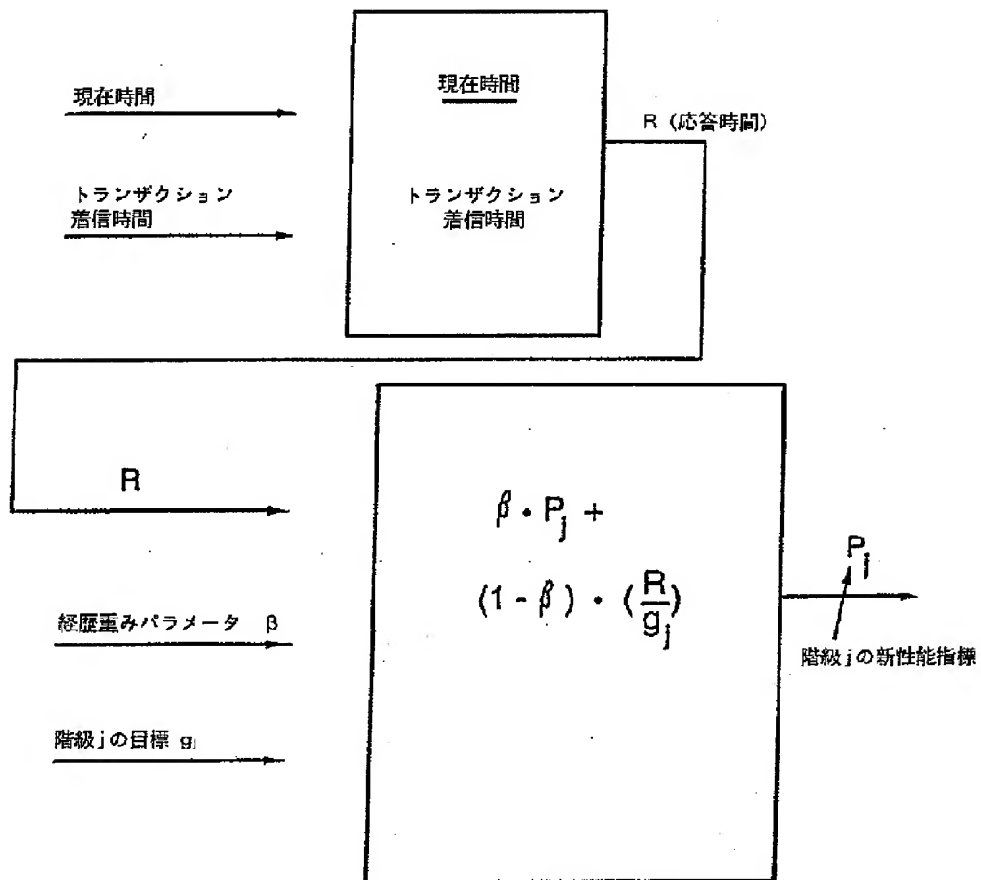 現在時間
トランザクション
着信時間
現在時間
トランザクション
着信時間
R (応答時間)
R
経歴重みパラメータ β
階級jの目標 gj
β・Pj +
(1 - β)・(R/gj)
Pj
階級jの新性能指標